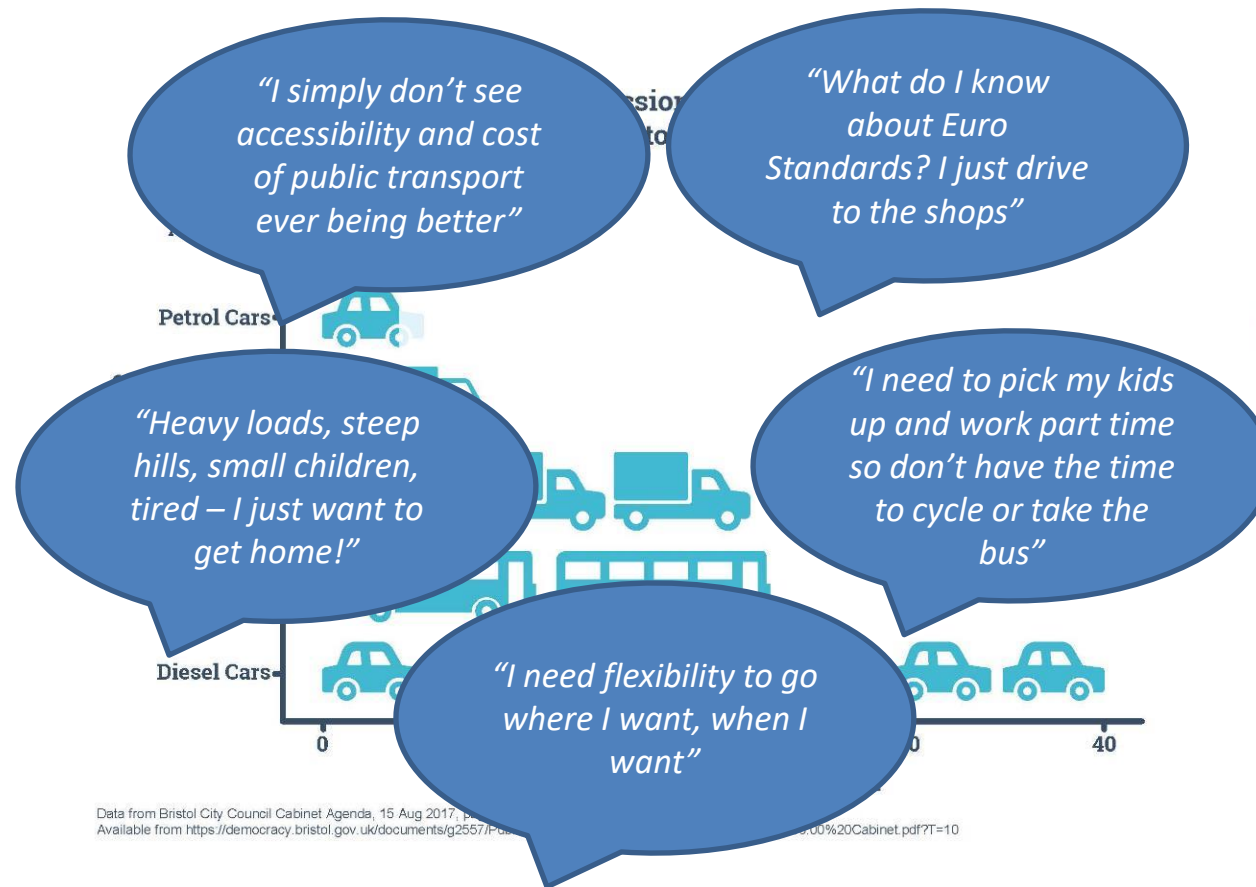 “I simply don’t see
accessibility and cost
of public transport
ever being better”
“What do I know
about Euro
Standards? I just drive
to the shops”
Petrol Cars
“Heavy loads, steep
hills, small children,
tired – I just want to
get home!”
“I need to pick my kids
up and work part time
so don’t have the time
to cycle or take the
bus”
Diesel Cars
“I need flexibility to go
where I want, when I
want”
0
40
Data from Bristol City Council Cabinet Agenda, 15 Aug 2017,
Available from https://democracy.bristol.gov.uk/documents/g2557/ %20Cabinet.pdf?T=10